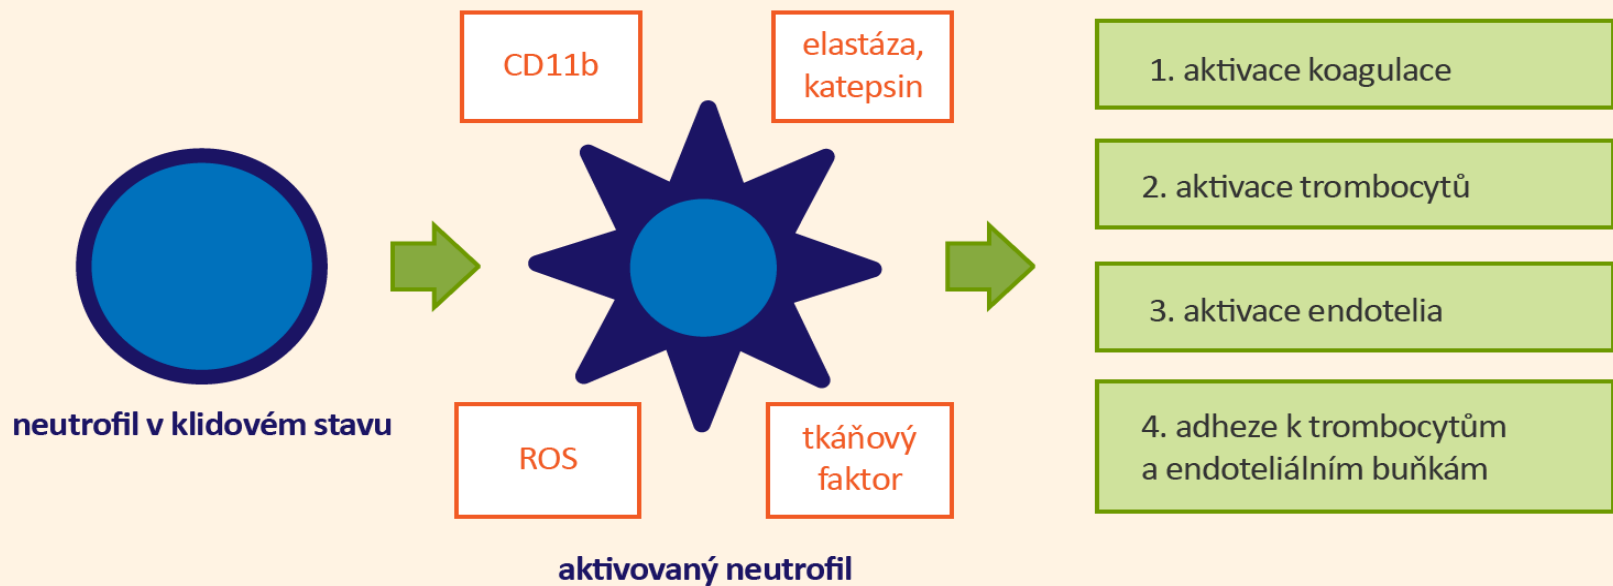 neutrofil v klidovém stavu
CD11b
elastáza,
katepsin
ROS
tkáňový
faktor
aktivovaný neutrofil
1. aktivace koagulace
2. aktivace trombocytů
3. aktivace endotelia
4. adheze k trombocytům
a endoteliálním buňkám